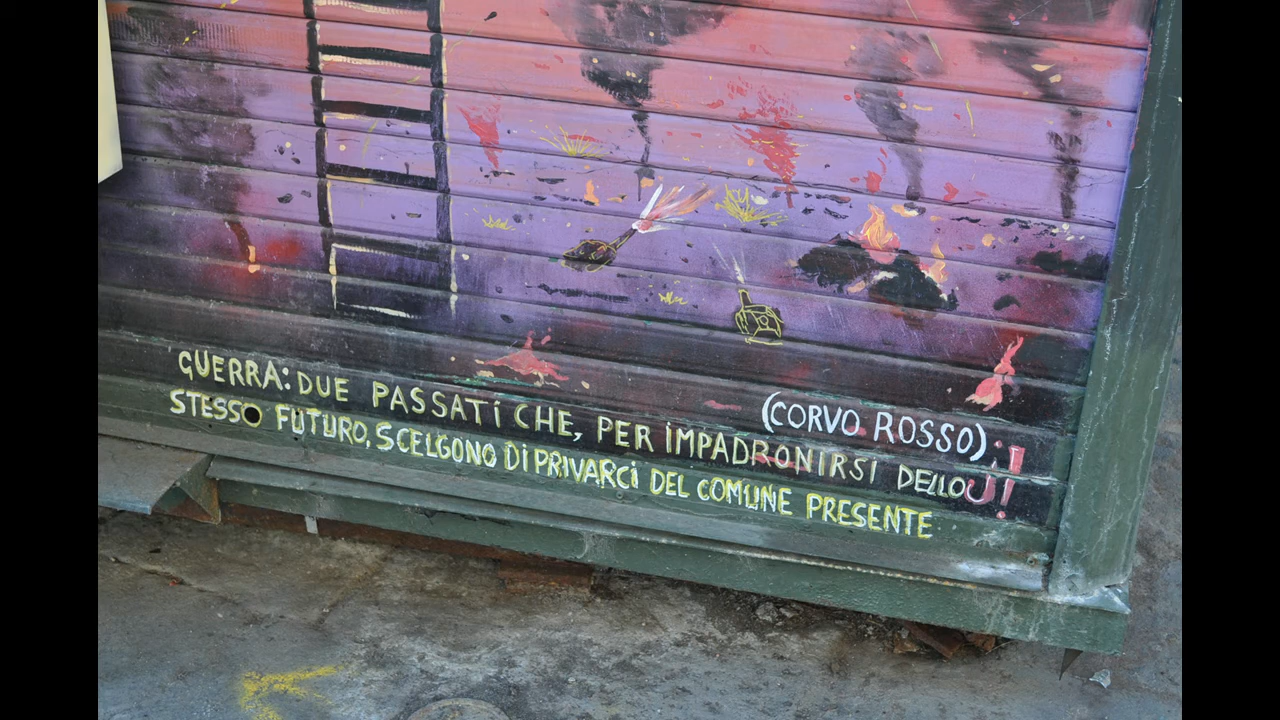 GUERRA: DUE PASSATI CHE, PER IMPADRONIRSI DELLO
STESSO FUTURO, SCELGONO DI PRIVARCI DEL COMUNE PRESENTE
(CORVO ROSSO)